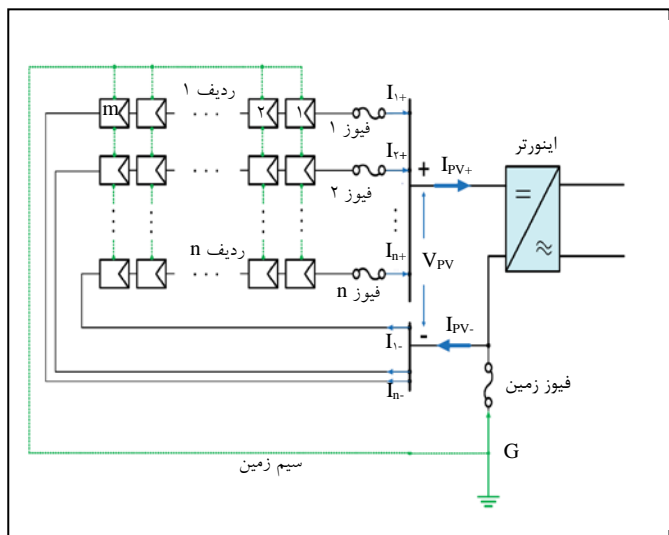 I۱+
ردیف ۱
m
۲
۱
فیوز ۱
اینورتر
I۲+
+
IPV+
فیوز ۲
=
≈
ردیف n
In+
VPV
فیوز n
I۱-
-
IPV-
In-
فیوز زمین
G
سیم زمین